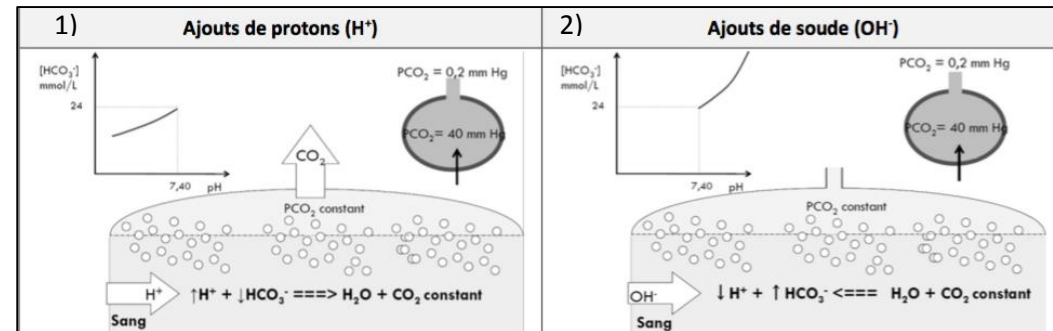 1) Ajouts de protons (H⁺)
[HCO₃⁻]
mmol/L
24
7,40 pH
CO₂
PCO₂ = 0,2 mm Hg
PCO₂= 40 mm Hg
PCO₂ constant
H⁺ ↑H⁺ + ↓HCO₃⁻ ===> H₂O + CO₂ constant
Sang
2) Ajouts de soude (OH⁻)
[HCO₃⁻]
mmol/L
24
7,40 pH
PCO₂ = 0,2 mm Hg
PCO₂= 40 mm Hg
PCO₂ constant
OH⁻ ↓ H⁺ + ↑ HCO₃⁻ <=== H₂O + CO₂ constant
Sang